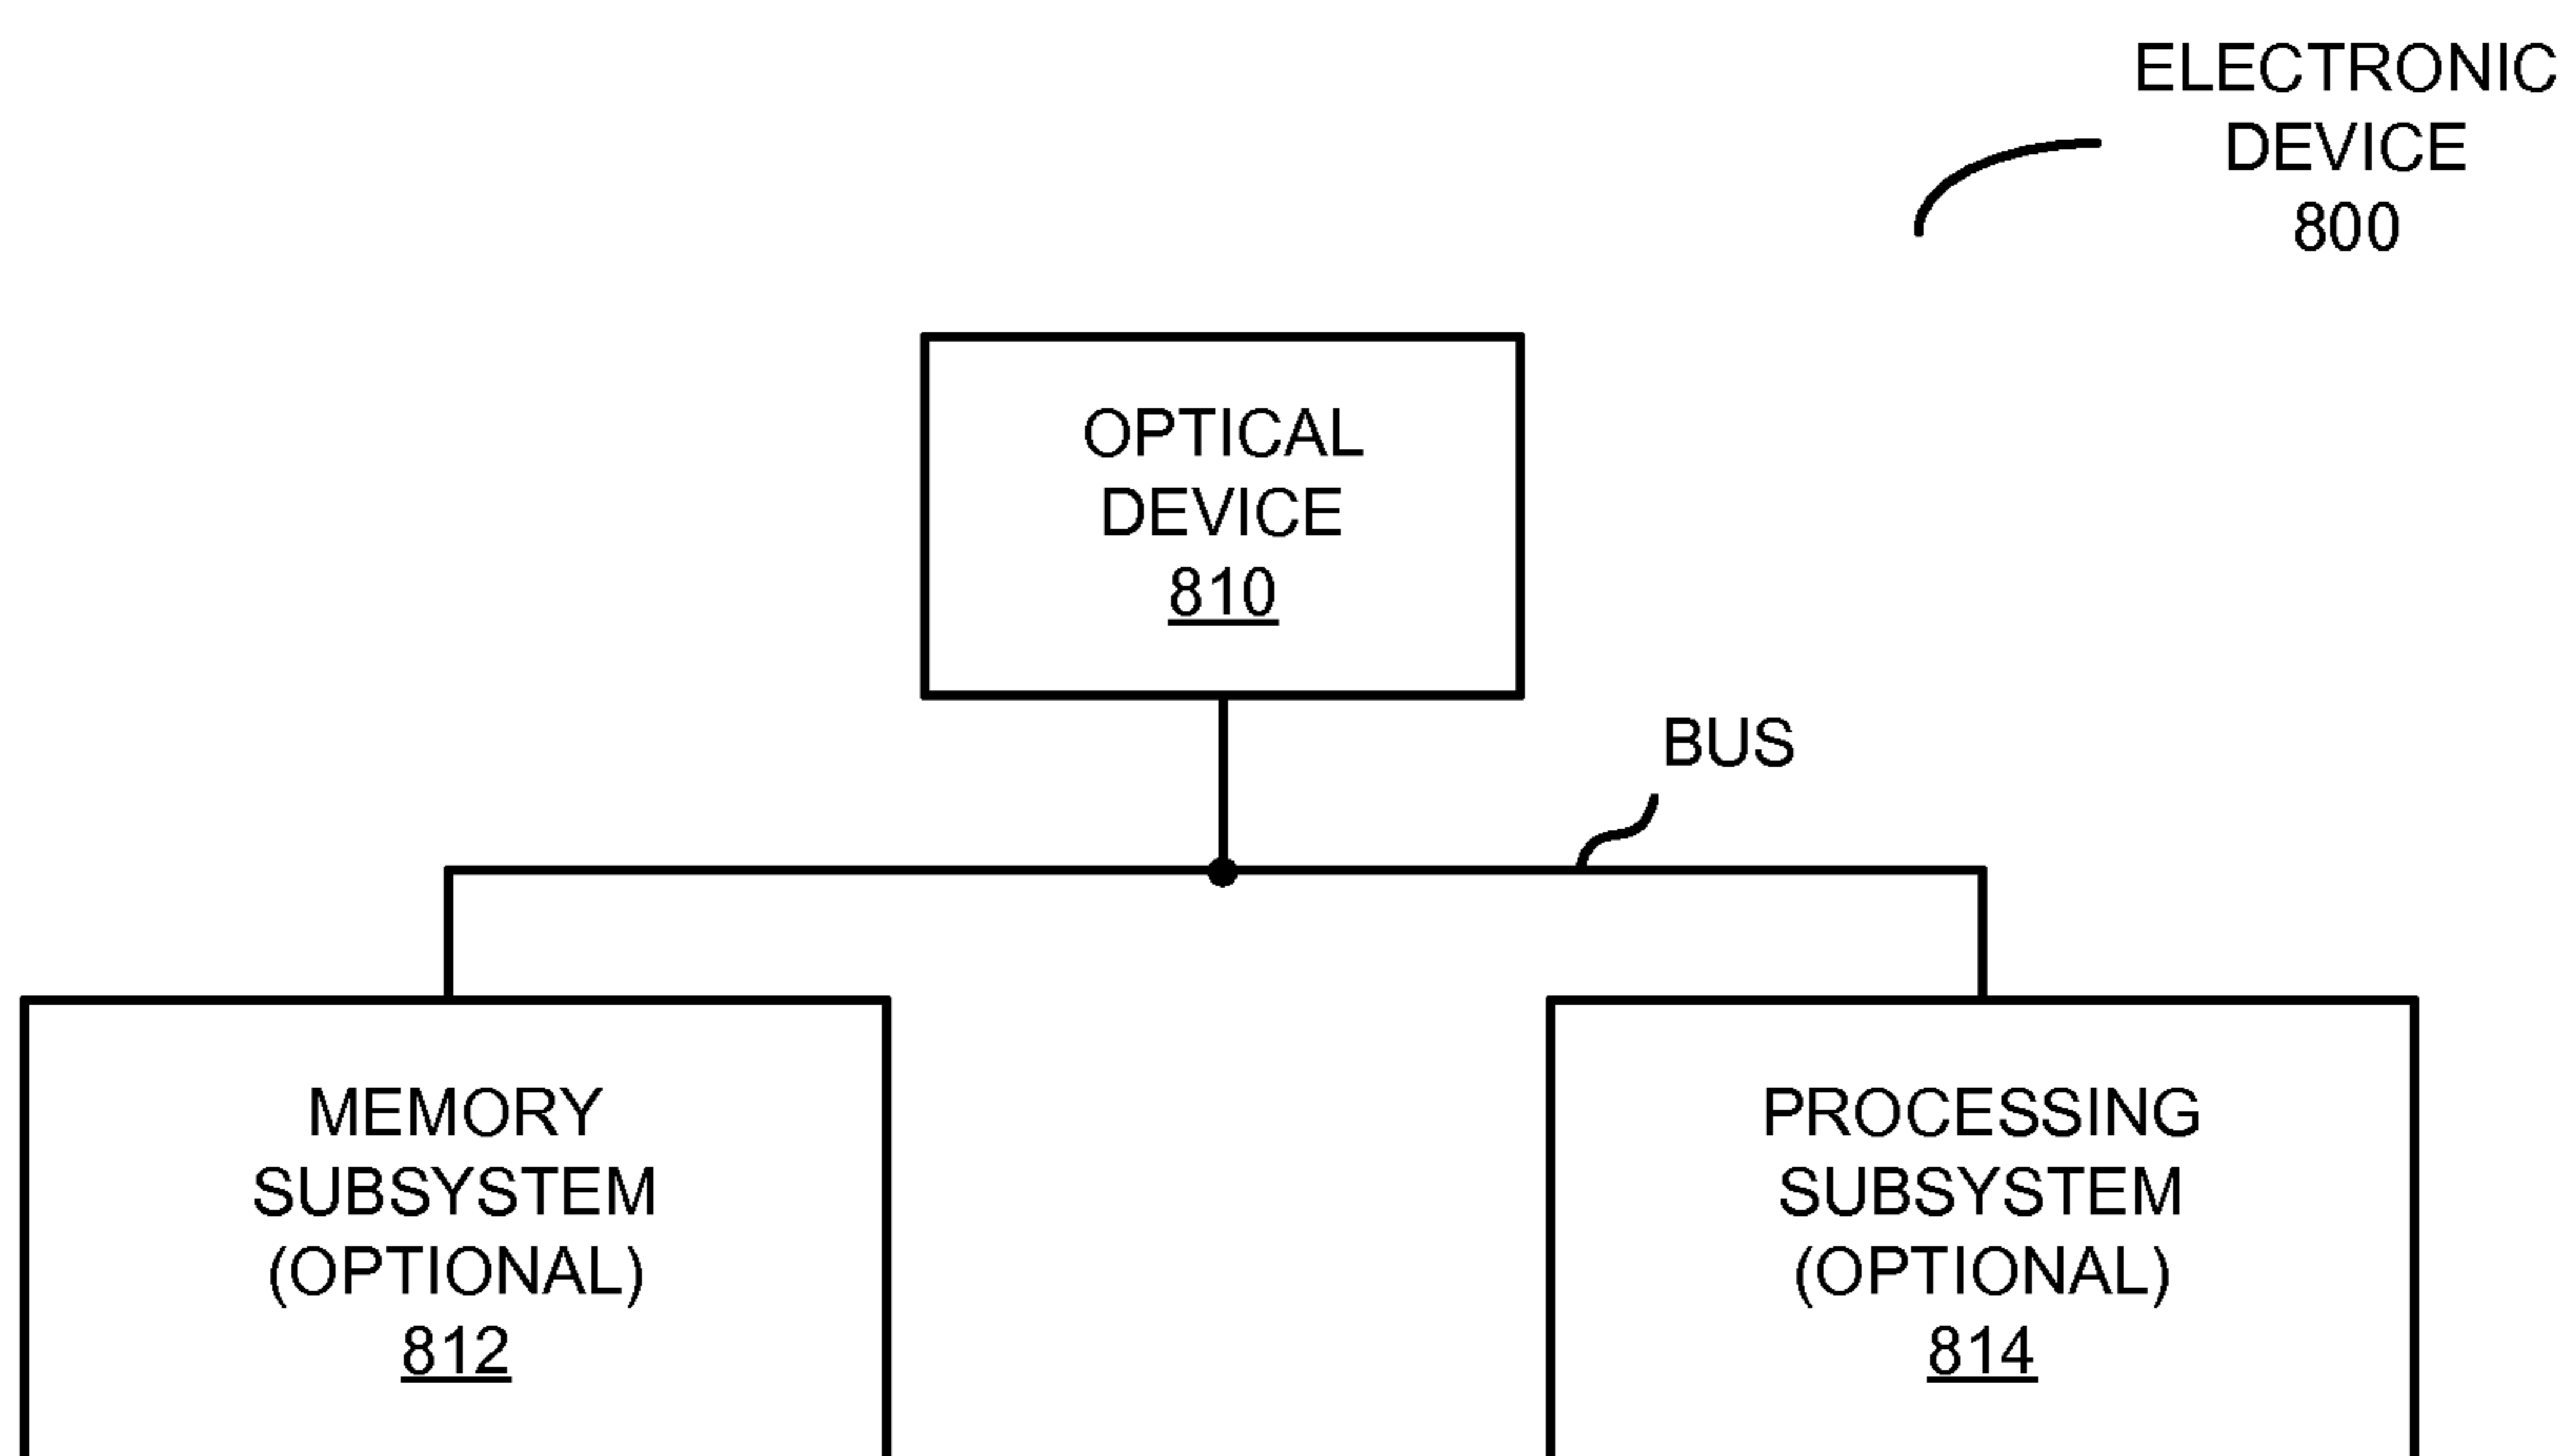 ELECTRONIC
DEVICE
800
OPTICAL
DEVICE
810
BUS
MEMORY
SUBSYSTEM
(OPTIONAL)
812
PROCESSING
SUBSYSTEM
(OPTIONAL)
814